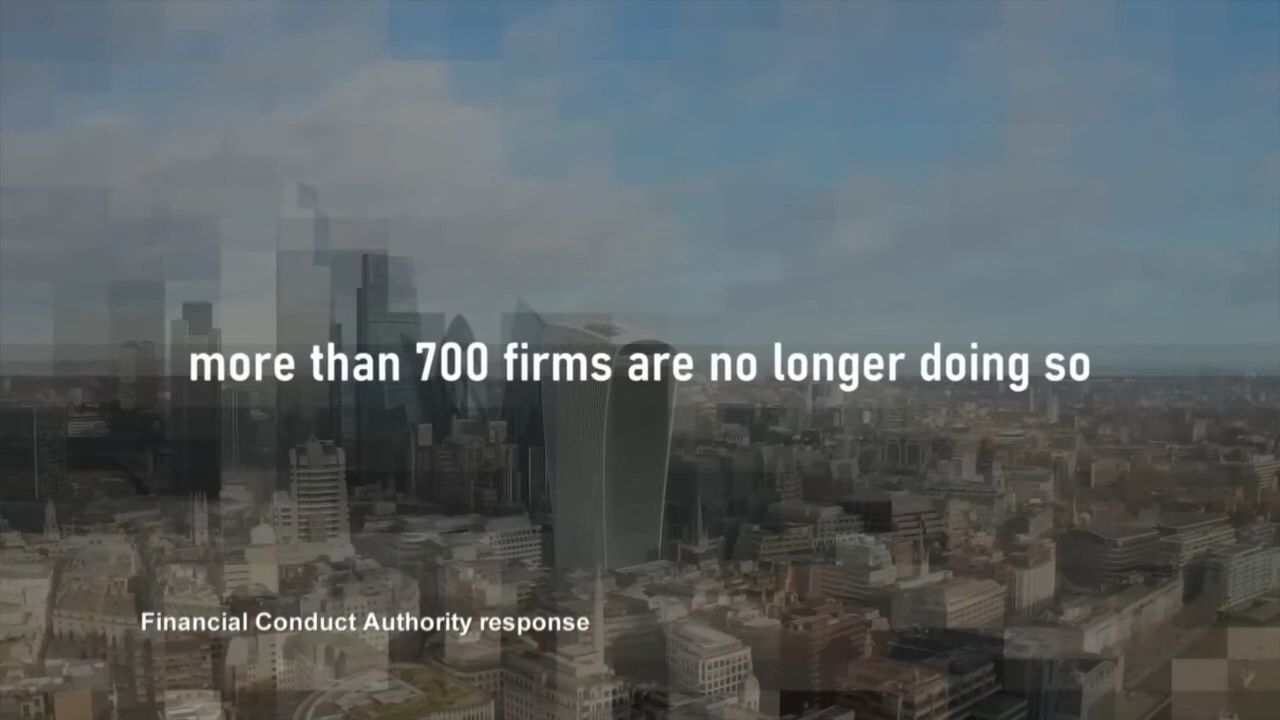 more than 700 firms are no longer doing so
Financial Conduct Authority response